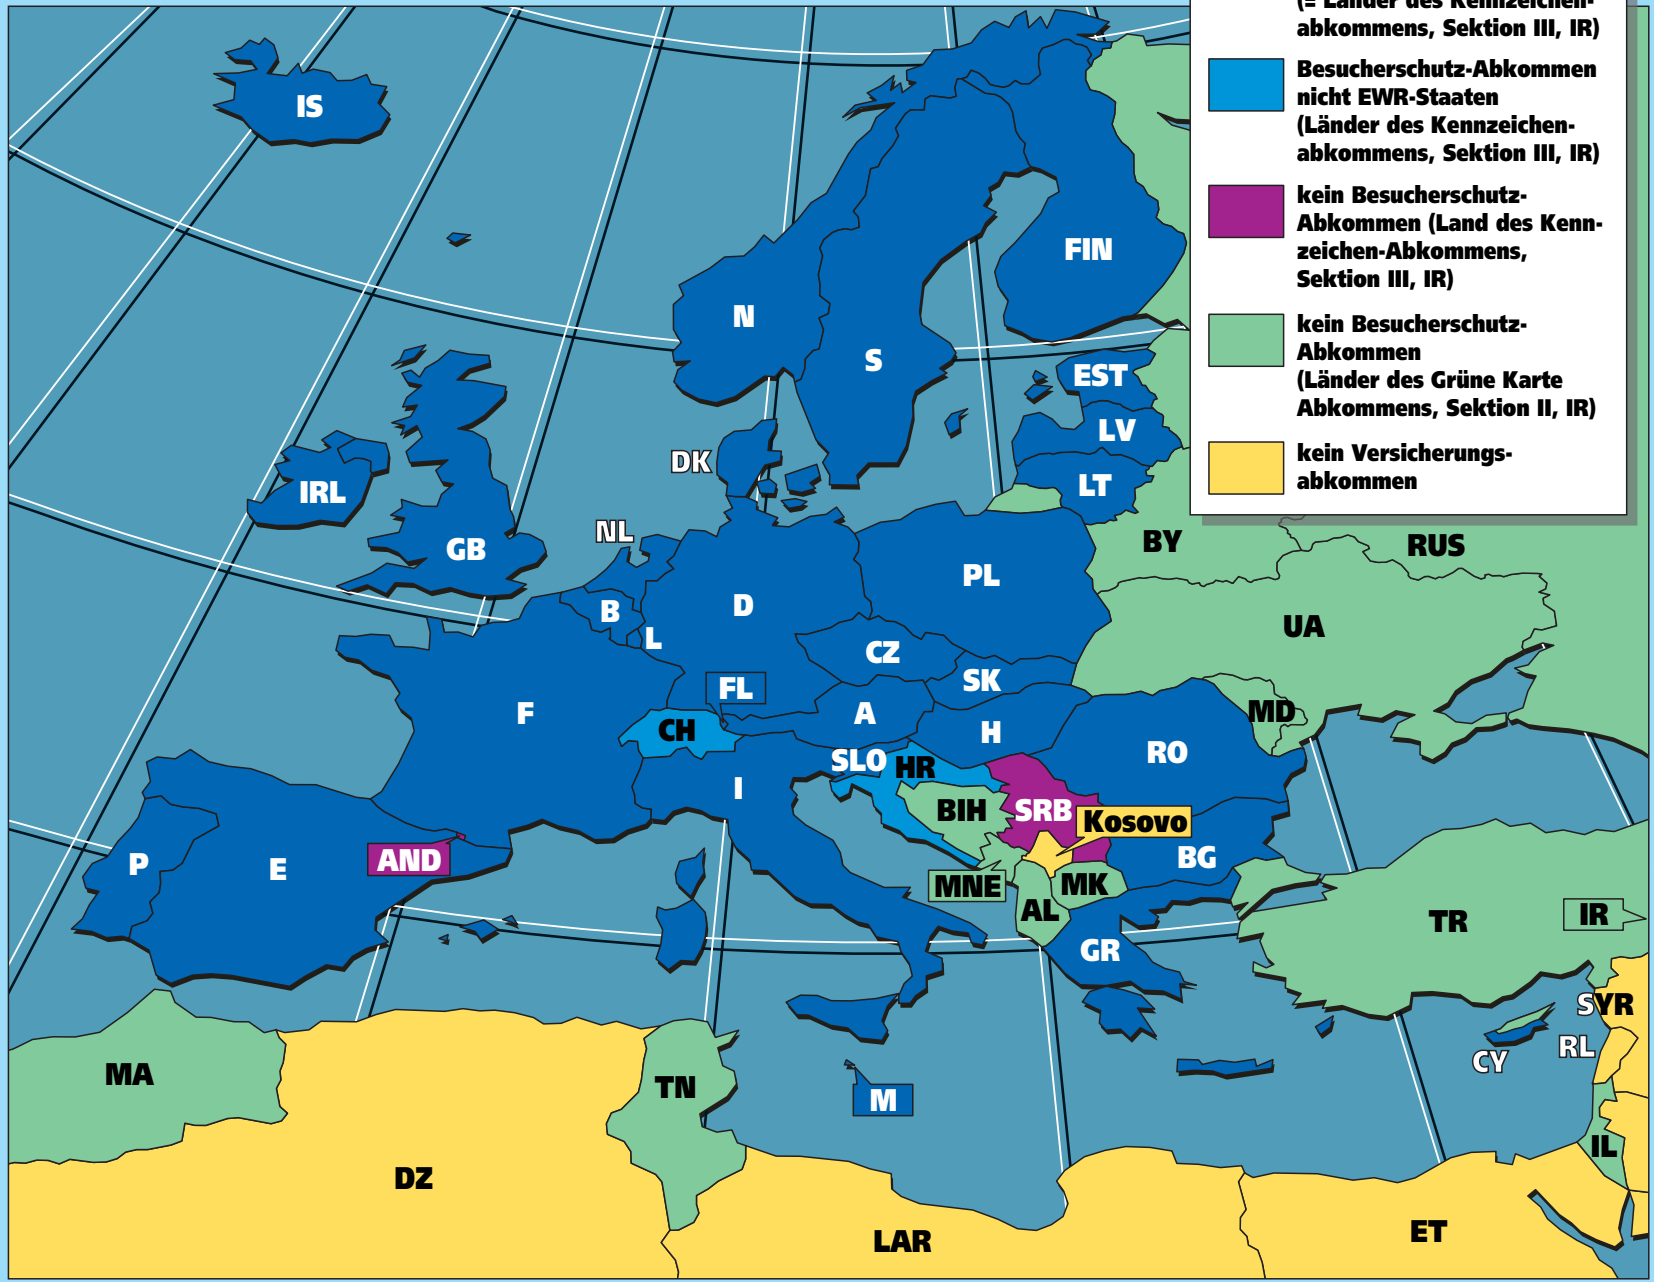 (= Länder des Kennzeichen-
abkommens, Sektion III, IR)
Besucherschutz-Abkommen
nicht EWR-Staaten
(Länder des Kennzeichen-
abkommens, Sektion III, IR)
kein Besucherschutz-
Abkommen (Land des Kenn-
zeichen-Abkommens,
Sektion III, IR)
kein Besucherschutz-
Abkommen
(Länder des Grüne Karte
Abkommens, Sektion II, IR)
kein Versicherungs-
abkommen
IS
FIN
N
S
EST
LV
DK
LT
IRL
NL
GB
BY
RUS
PL
D
B
L
UA
CZ
SK
FL
F
A
MD
CH
H
RO
SLO
HR
I
BIH
SRB
Kosovo
P
E
AND
BG
MNE
MK
AL
TR
IR
GR
SYR
RL
CY
MA
TN
M
IL
DZ
LAR
ET